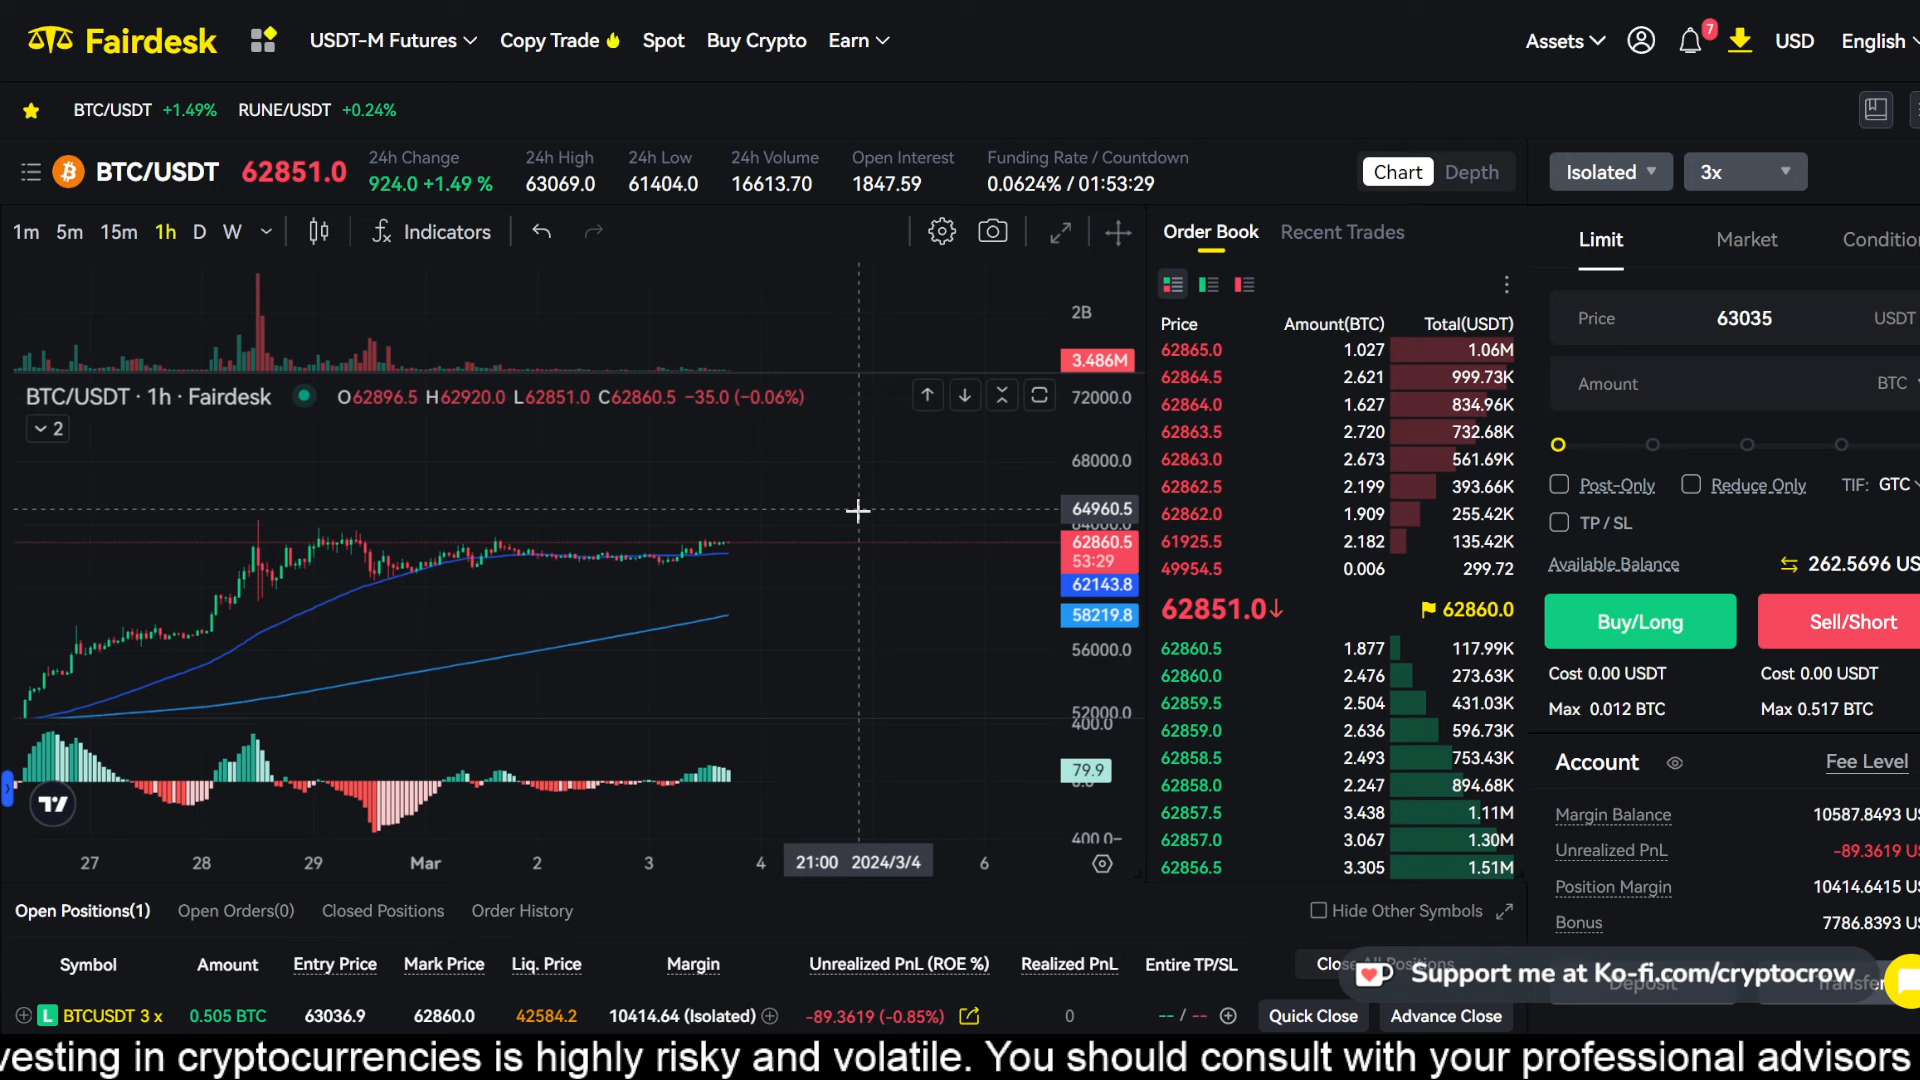 Fairdesk USDT-M Futures Copy Trade Spot Buy Crypto Earn Assets 7 USD English
BTC/USDT +1.49% RUNE/USDT +0.24%
BTC/USDT 62851.0
24h Change 24h High 24h Low 24h Volume Open Interest Funding Rate / Countdown
924.0 +1.49 % 63069.0 61404.0 16613.70 1847.59 0.0624% / 01:53:29
Chart Depth Isolated 3x
1m 5m 15m 1h D W Indicators
2B
3.486M
BTC/USDT · 1h · Fairdesk O62896.5 H62920.0 L62851.0 C62860.5 −35.0 (−0.06%)
2
72000.0
68000.0
64960.5
62860.5
53:29
62143.8
58219.8
56000.0
52000.0
400.0
79.9
400.0−
27 28 29 Mar 2 3 4 21:00 2024/3/4 6
Order Book Recent Trades
Price Amount(BTC) Total(USDT)
62865.0 1.027 1.06M
62864.5 2.621 999.73K
62864.0 1.627 834.96K
62863.5 2.720 732.68K
62863.0 2.673 561.69K
62862.5 2.199 393.66K
62862.0 1.909 255.42K
61925.5 2.182 135.42K
49954.5 0.006 299.72
62851.0↓ 62860.0
62860.5 1.877 117.99K
62860.0 2.476 273.63K
62859.5 2.504 431.03K
62859.0 2.636 596.73K
62858.5 2.493 753.43K
62858.0 2.247 894.68K
62857.5 3.438 1.11M
62857.0 3.067 1.30M
62856.5 3.305 1.51M
Limit Market Conditio
Price 63035 USDT
Amount BTC
Post-Only Reduce Only TIF: GTC
TP / SL
Available Balance 262.5696 US
Buy/Long Sell/Short
Cost 0.00 USDT Cost 0.00 USDT
Max 0.012 BTC Max 0.517 BTC
Account Fee Level
Margin Balance 10587.8493 US
Unrealized PnL -89.3619 US
Position Margin 10414.6415 US
Bonus 7786.8393 US
Open Positions(1) Open Orders(0) Closed Positions Order History Hide Other Symbols
Symbol Amount Entry Price Mark Price Liq. Price Margin Unrealized PnL (ROE %) Realized PnL Entire TP/SL
Support me at Ko-fi.com/cryptocrow
L BTCUSDT 3 x 0.505 BTC 63036.9 62860.0 42584.2 10414.64 (Isolated) -89.3619 (-0.85%) 0 -- / -- Quick Close Advance Close
vesting in cryptocurrencies is highly risky and volatile. You should consult with your professional advisors